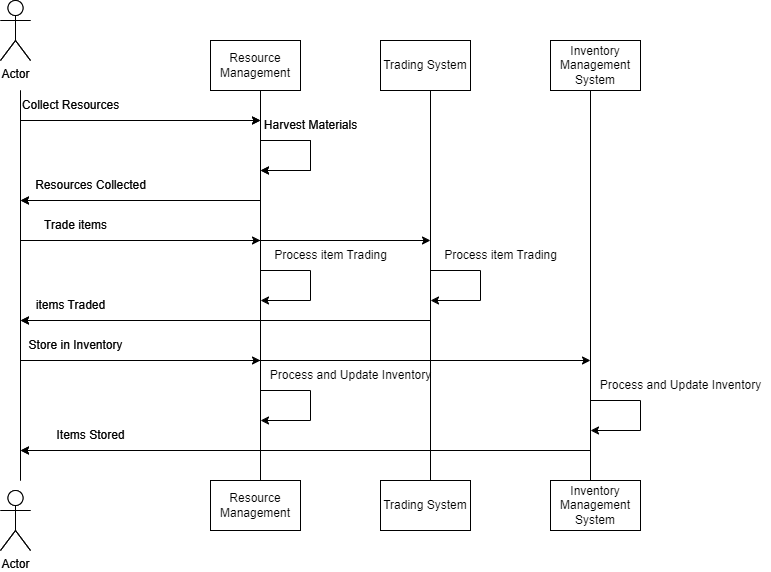 Actor
Resource
Management
Trading System
Inventory
Management
System
Collect Resources
Harvest Materials
Resources Collected
Trade items
Process item Trading
Process item Trading
items Traded
Store in Inventory
Process and Update Inventory
Process and Update Inventory
Items Stored
Resource
Management
Trading System
Inventory
Management
System
Actor